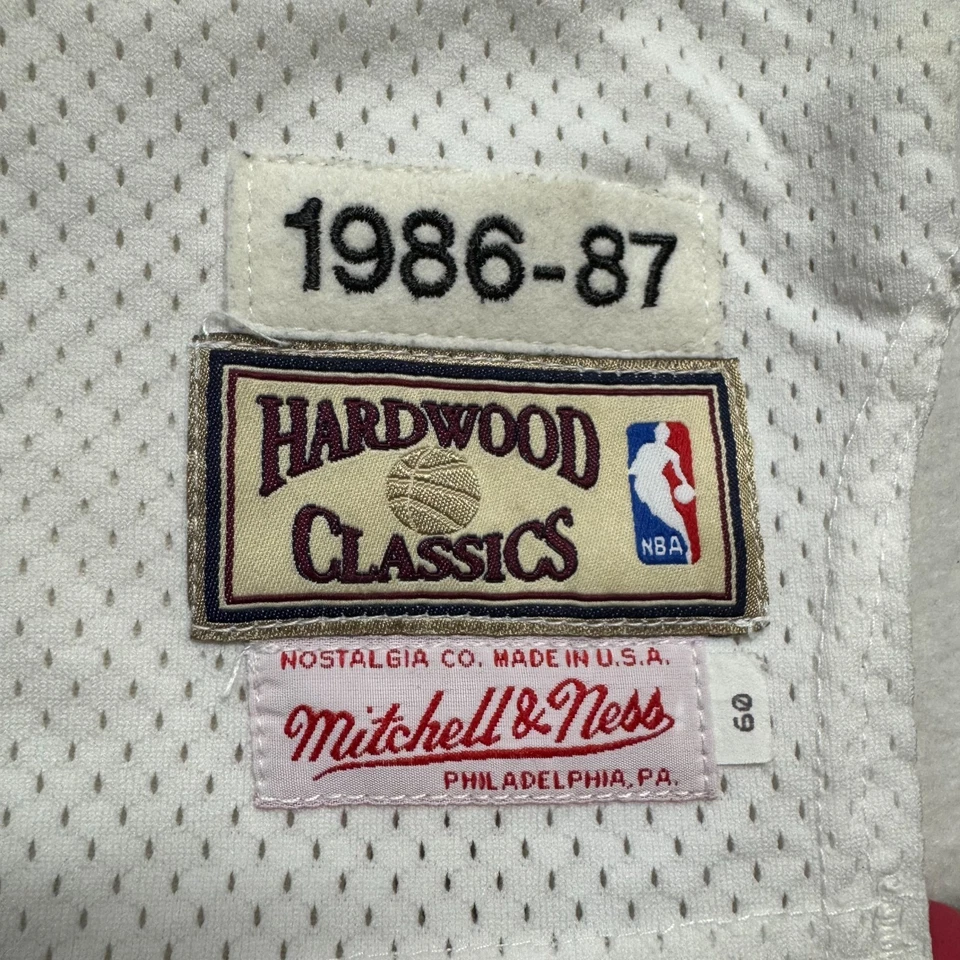 1986-87
HARDWOOD
CLASSICS
NBA
NOSTALGIA CO. MADE IN U.S.A.
Mitchell & Ness
PHILADELPHIA, PA.
60